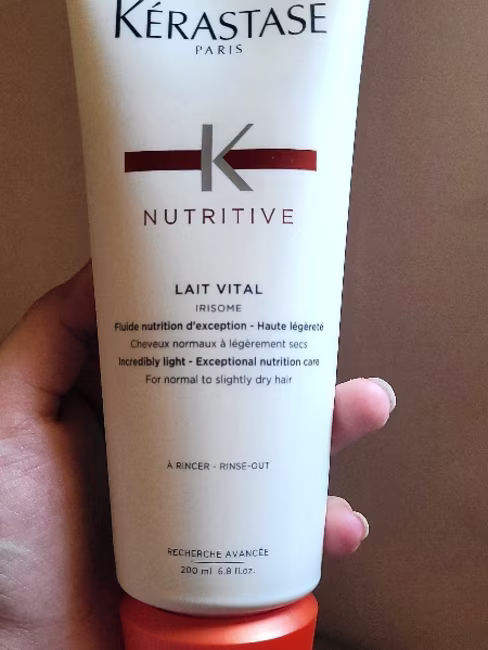 KÉRASTASE
PARIS
K
NUTRITIVE
LAIT VITAL
IRISOME
Fluide nutrition d'exception - Haute légèreté
Cheveux normaux à légèrement secs
Incredibly light - Exceptional nutrition care
For normal to slightly dry hair
À RINCER - RINSE-OUT
RECHERCHE AVANCÉE
200 ml 6.8 fl.oz.